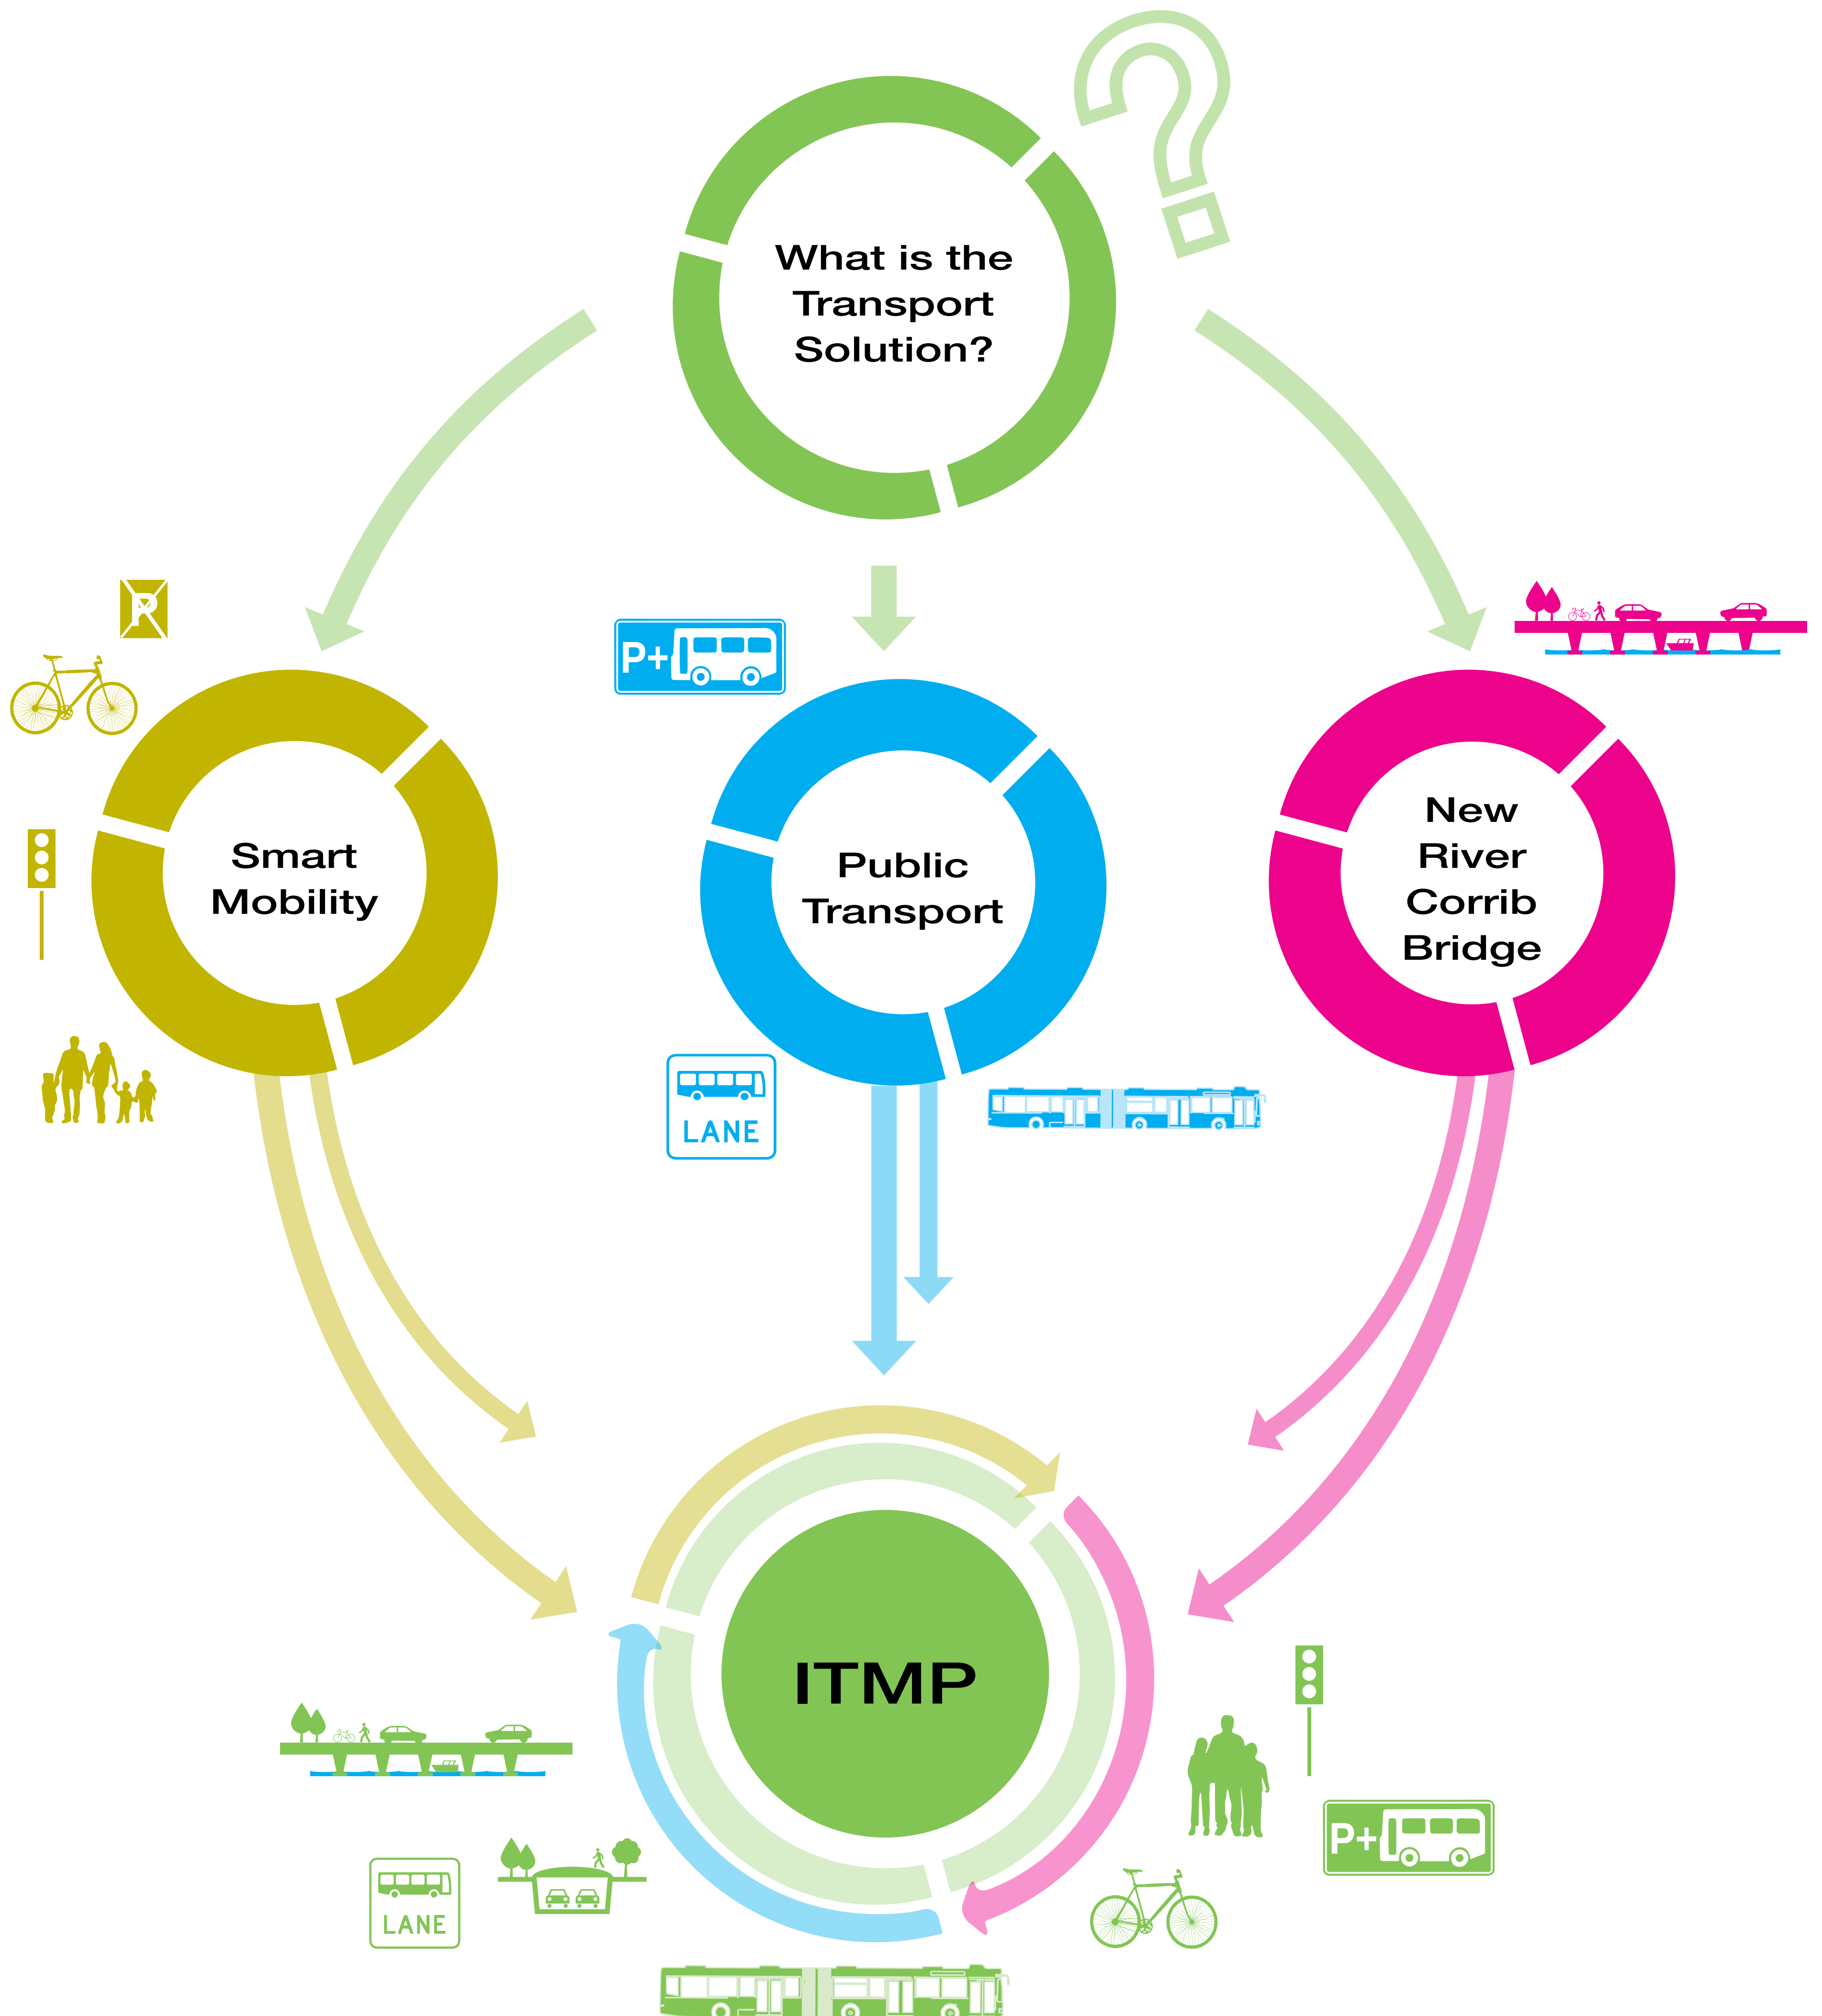 What is the
Transport
Solution?
P
P+
Smart
Mobility
Public
Transport
New
River
Corrib
Bridge
LANE
ITMP
P+
LANE